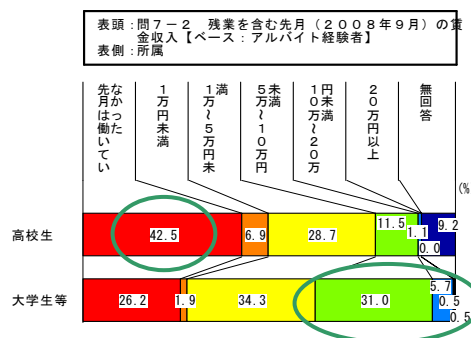 表頭：問７－２　残業を含む先月（２００８年９月）の賃
金収入【ベース：アルバイト経験者】
表側：所属
先月は働いてい
なかった
１万円未満
１万～５万円未
満
５万～１０万円
未満
１０万～２０万
円未満
２０万円以上
無回答
(%
高校生
42.5
6.9
28.7
11.5
1.1
0.0
9.2
大学生等
26.2
1.9
34.3
31.0
5.7
0.5
0.5